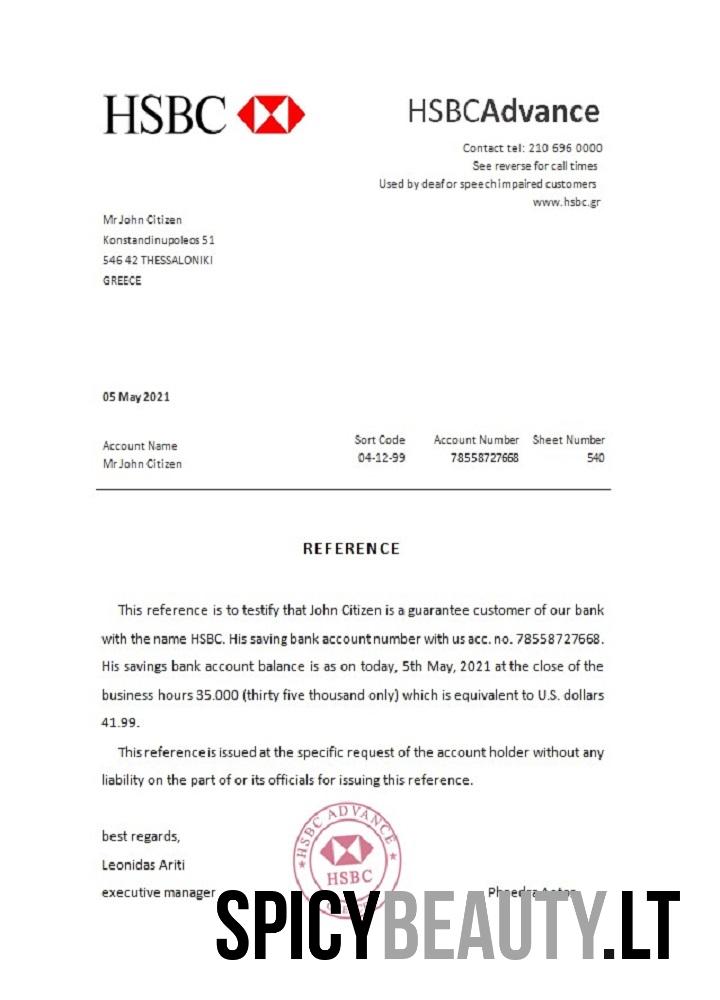 HSBC
HSBCAdvance
Contact tel: 210 696 0000
See reverse for call times
Used by deaf or speech impaired customers
www.hsbc.gr
Mr John Citizen
Konstandinupoleos 51
546 42 THESSALONIKI
GREECE
05 May 2021
Account Name
Mr John Citizen
Sort Code Account Number Sheet Number
04-12-99 78558727668 540
REFERENCE
This reference is to testify that John Citizen is a guarantee customer of our bank
with the name HSBC. His saving bank account number with us acc. no. 78558727668.
His savings bank account balance is as on today, 5th May, 2021 at the close of the
business hours 35.000 (thirty five thousand only) which is equivalent to U.S. dollars
41.99.
This reference is issued at the specific request of the account holder without any
liability on the part of or its officials for issuing this reference.
best regards,
Leonidas Ariti
executive manager
HSBC ADVANCE
HSBC
SPICYBEAUTY.LT